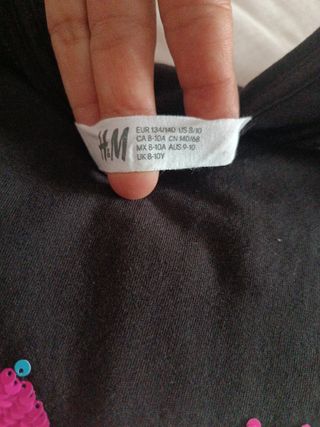 H&M
EUR 134/140 US 8/10
CA 8-10A CN 140/68
MX 8-10A AUS 9-10
UK 8-10Y